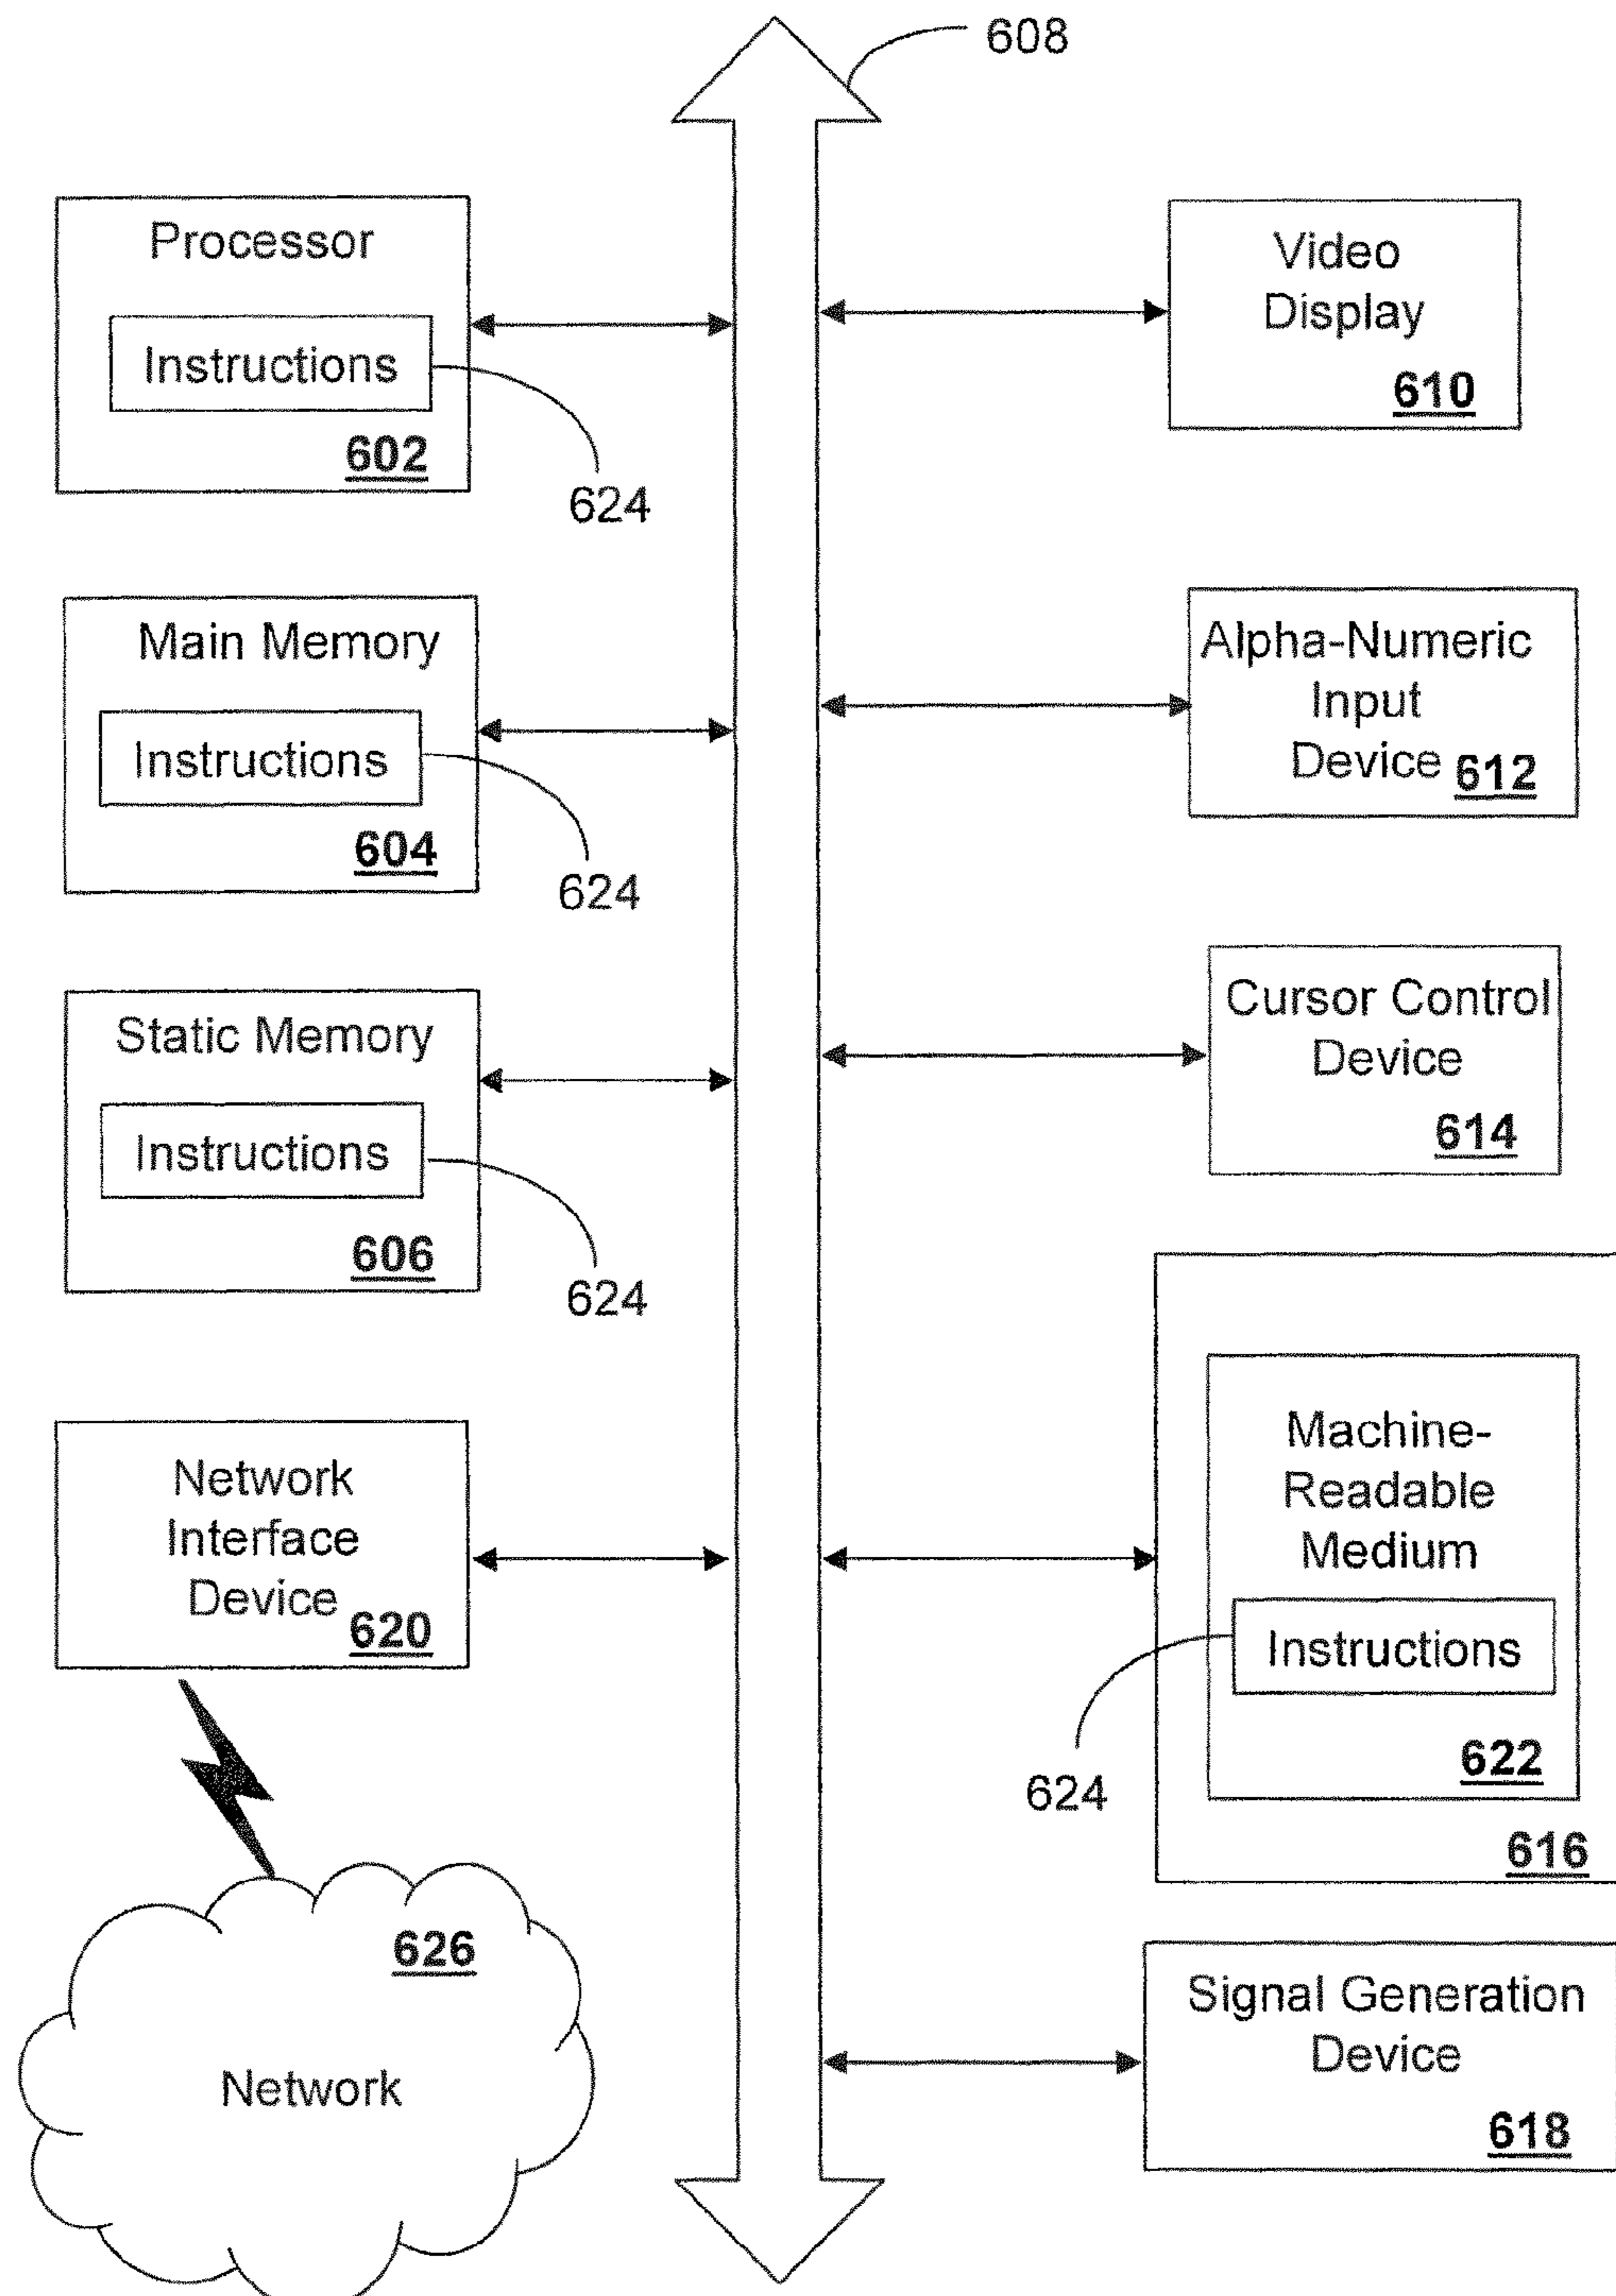 608
Processor
Instructions
602
624
Main Memory
Instructions
604
624
Static Memory
Instructions
606
624
Network
Interface
Device
620
626
Network
Video
Display
610
Alpha-Numeric
Input
Device
612
Cursor Control
Device
614
Machine-
Readable
Medium
Instructions
622
624
616
Signal Generation
Device
618